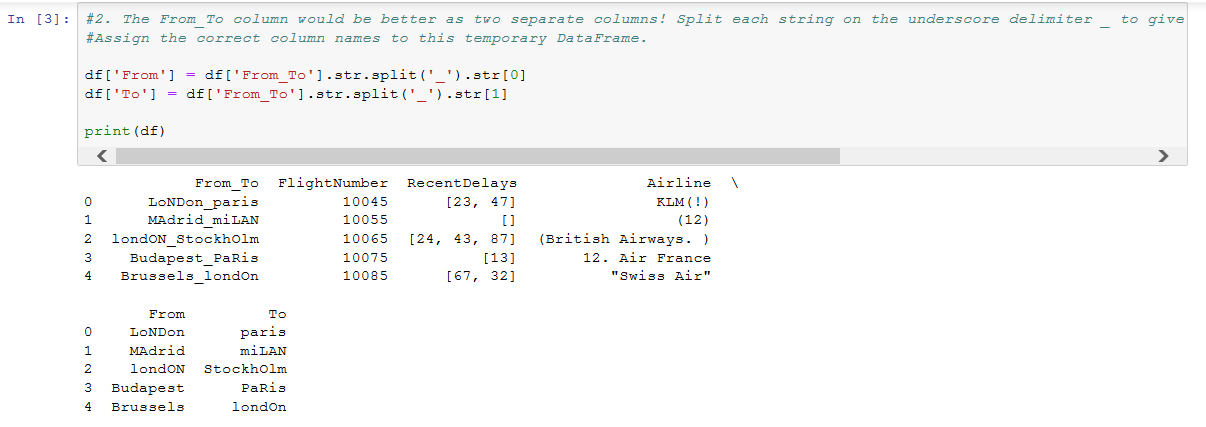 In [3]: #2. The From_To column would be better as two separate columns! Split each string on the underscore delimiter _ to give
#Assign the correct column names to this temporary DataFrame.
df['From'] = df['From_To'].str.split('_').str[0]
df['To'] = df['From_To'].str.split('_').str[1]
print(df)
From_To FlightNumber RecentDelays Airline \
0 LoNDon_paris 10045 [23, 47] KLM(!)
1 MAdrid_miLAN 10055 [] (12)
2 londON_StockhOlm 10065 [24, 43, 87] (British Airways. )
3 Budapest_PaRis 10075 [13] 12. Air France
4 Brussels_londOn 10085 [67, 32] "Swiss Air"
From To
0 LoNDon paris
1 MAdrid miLAN
2 londON StockhOlm
3 Budapest PaRis
4 Brussels londOn